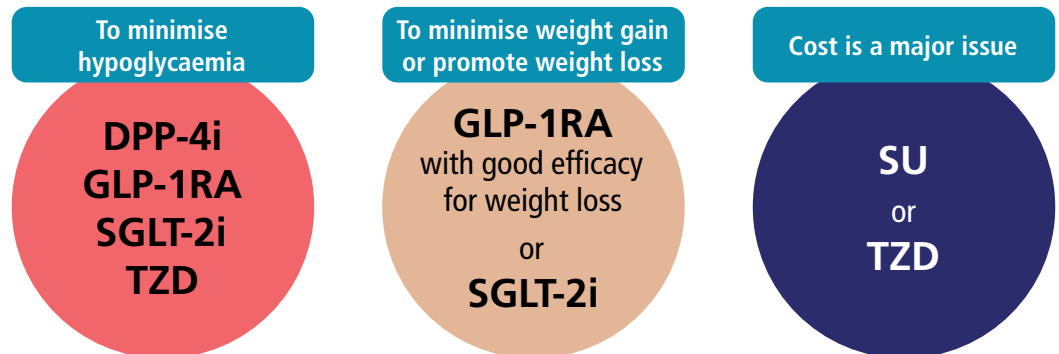 To minimise
hypoglycaemia
DPP-4i
GLP-1RA
SGLT-2i
TZD
To minimise weight gain
or promote weight loss
GLP-1RA
with good efficacy
for weight loss
or
SGLT-2i
Cost is a major issue
SU
or
TZD